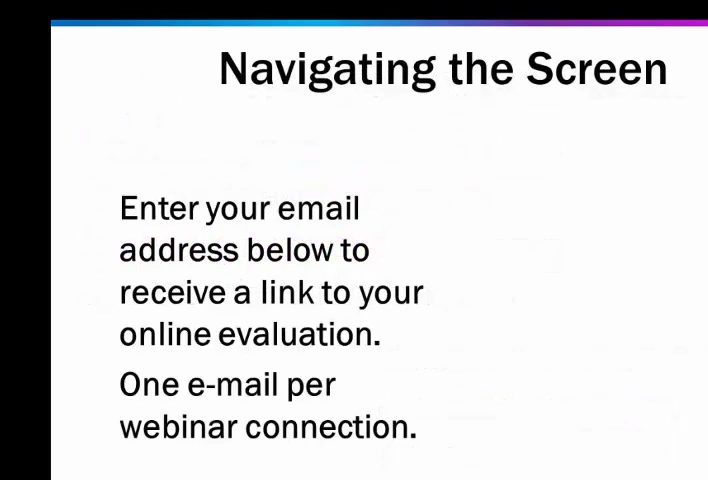 Navigating the Screen
Enter your email
address below to
receive a link to your
online evaluation.
One e-mail per
webinar connection.